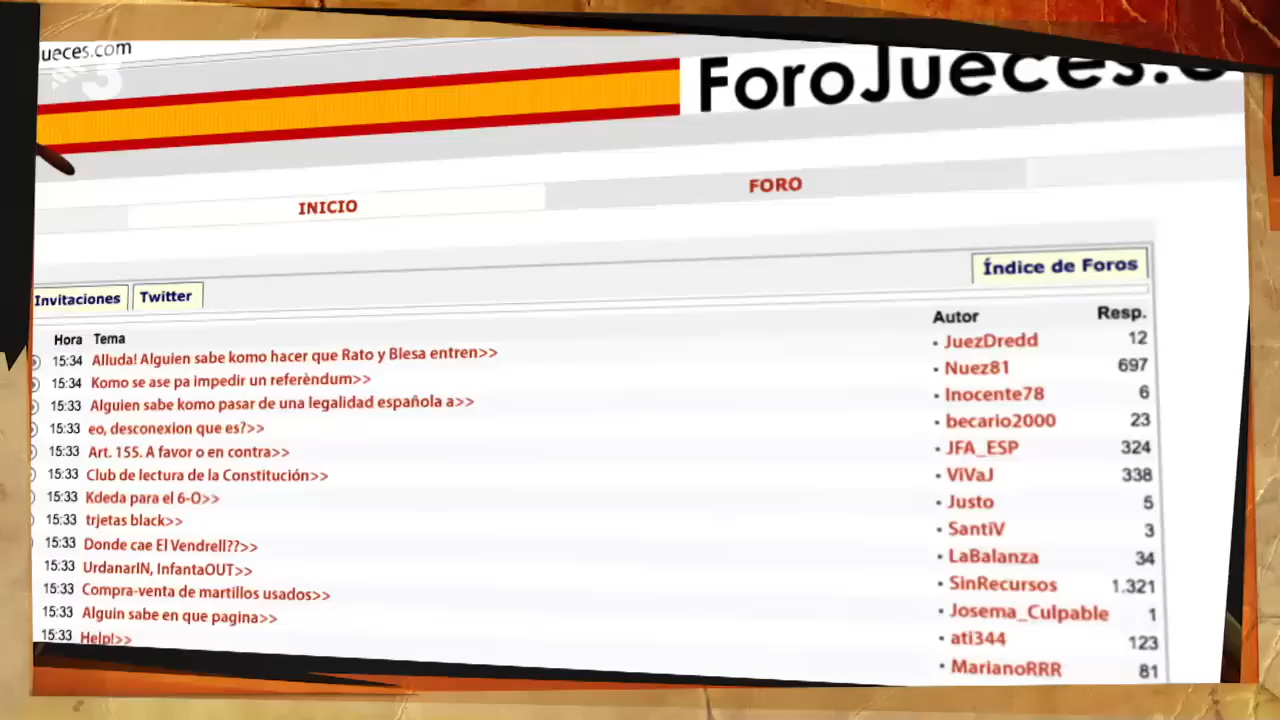 ueces.com
3
ForoJueces.
INICIO FORO
Índice de Foros
Invitaciones Twitter
Hora Tema Autor Resp.
15:34 Alluda! Alguien sabe komo hacer que Rato y Blesa entren>> • JuezDredd 12
15:34 Komo se ase pa impedir un referèndum>> • Nuez81 697
15:33 Alguien sabe komo pasar de una legalidad española a>> • Inocente78 6
15:33 eo, desconexion que es?>> • becario2000 23
15:33 Art. 155. A favor o en contra>> • JFA_ESP 324
15:33 Club de lectura de la Constitución>> • ViVaJ 338
15:33 Kdeda para el 6-O>> • Justo 5
15:33 trjetas black>> • SantiV 3
15:33 Donde cae El Vendrell??>> • LaBalanza 34
15:33 UrdanarIN, InfantaOUT>> • SinRecursos 1.321
15:33 Compra-venta de martillos usados>> • Josema_Culpable 1
15:33 Alguin sabe en que pagina>> • ati344 123
15:33 Help!>> • MarianoRRR 81